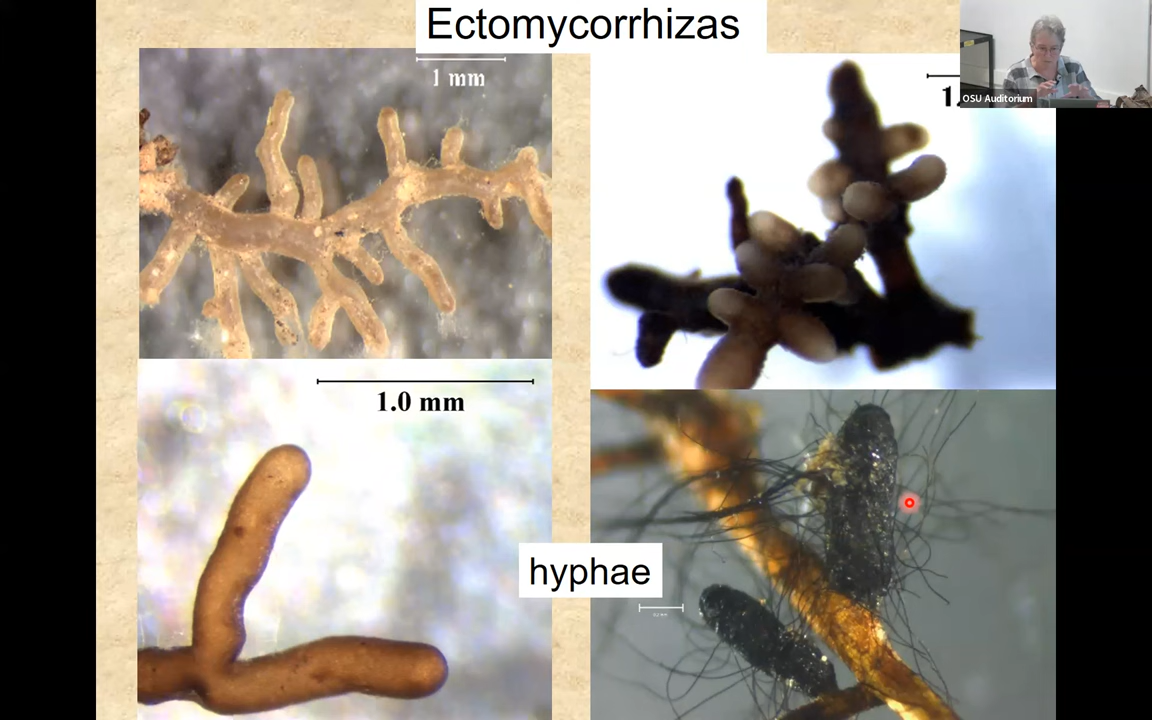 Ectomycorrhizas
1 mm
OSU Auditorium
1.0 mm
hyphae